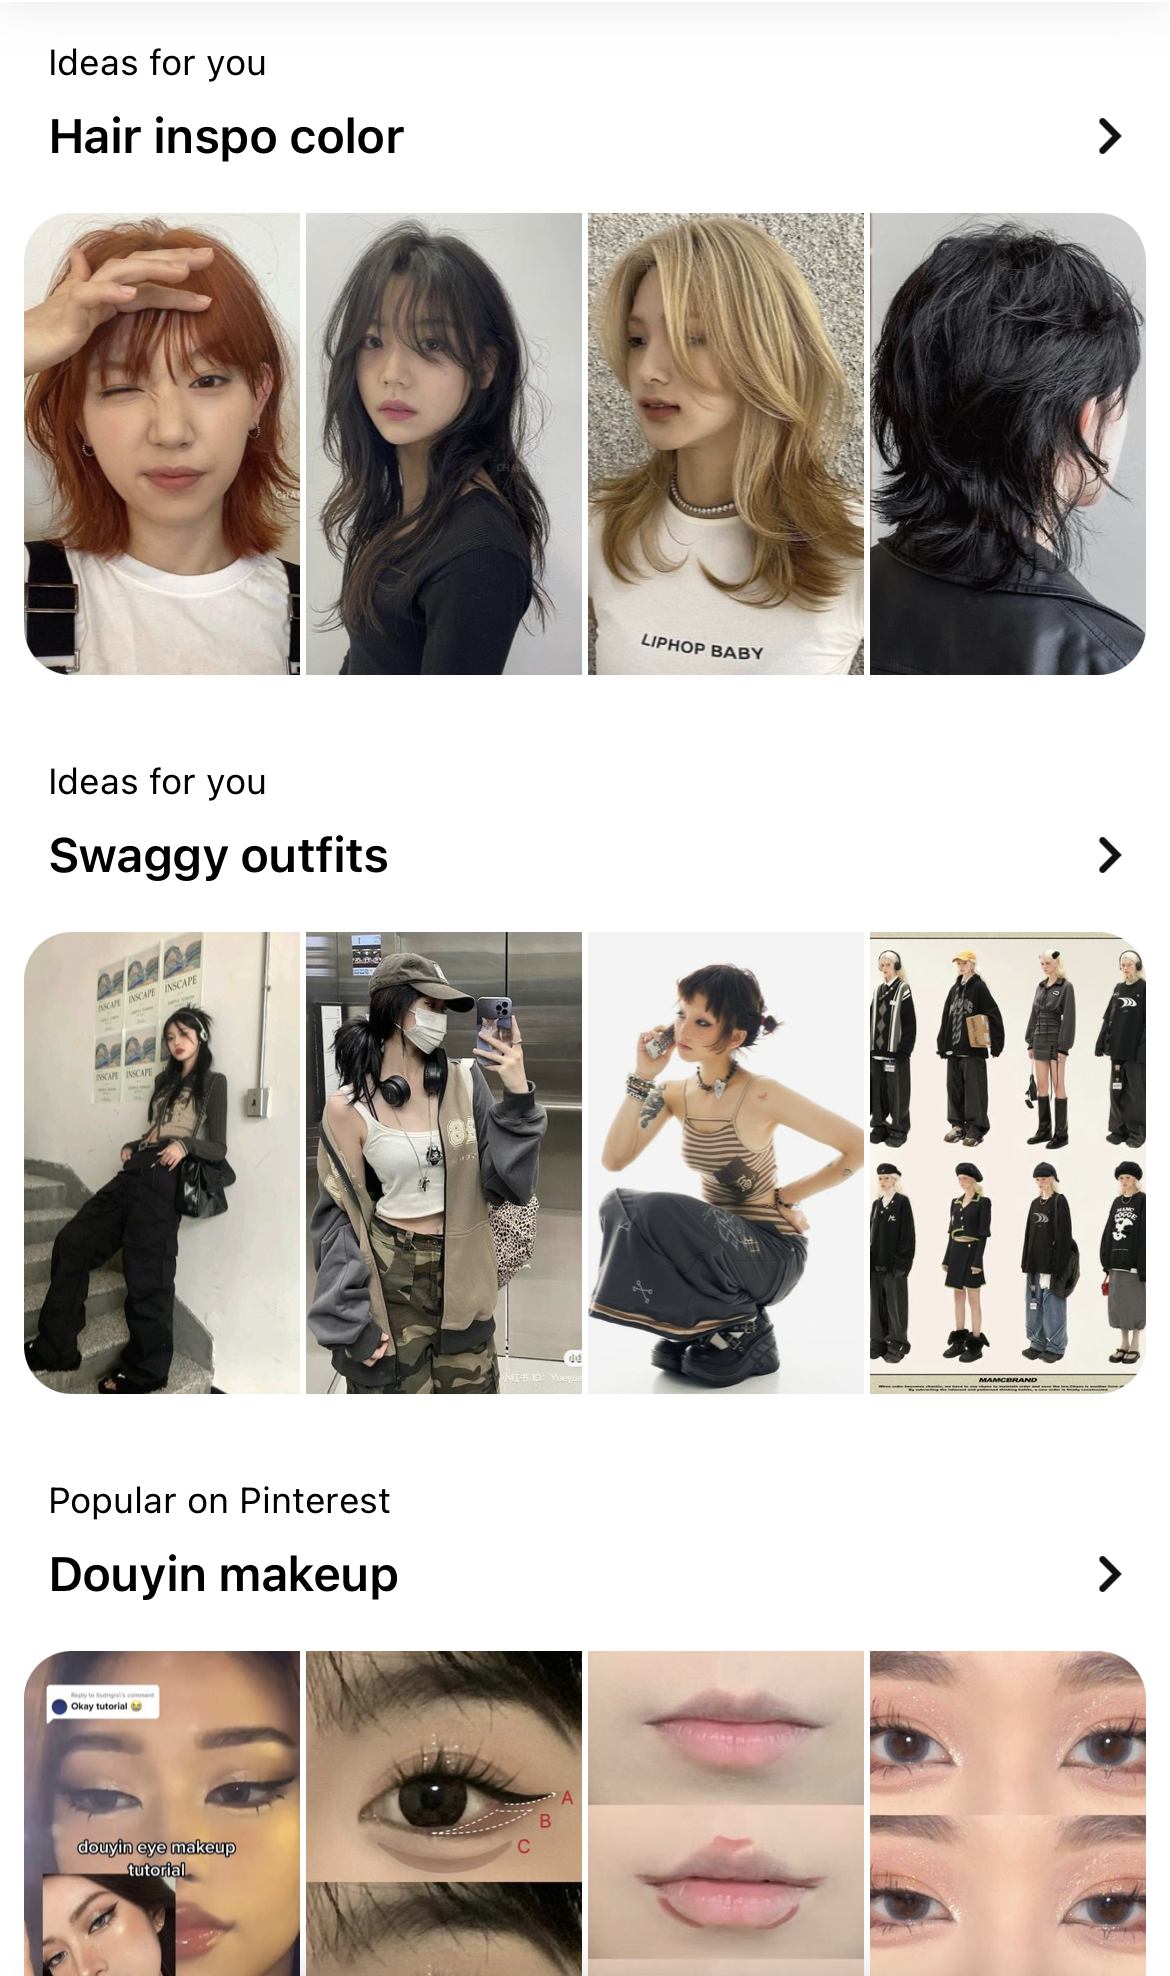 Ideas for you
Hair inspo color
LIPHOP BABY
Ideas for you
Swaggy outfits
INSCAPE
INSCAPE
INSCAPE
INSCAPE
INSCAPE
MAMCBRAND
Popular on Pinterest
Douyin makeup
Okay tutorial 😭
douyin eye makeup
tutorial
A
B
C